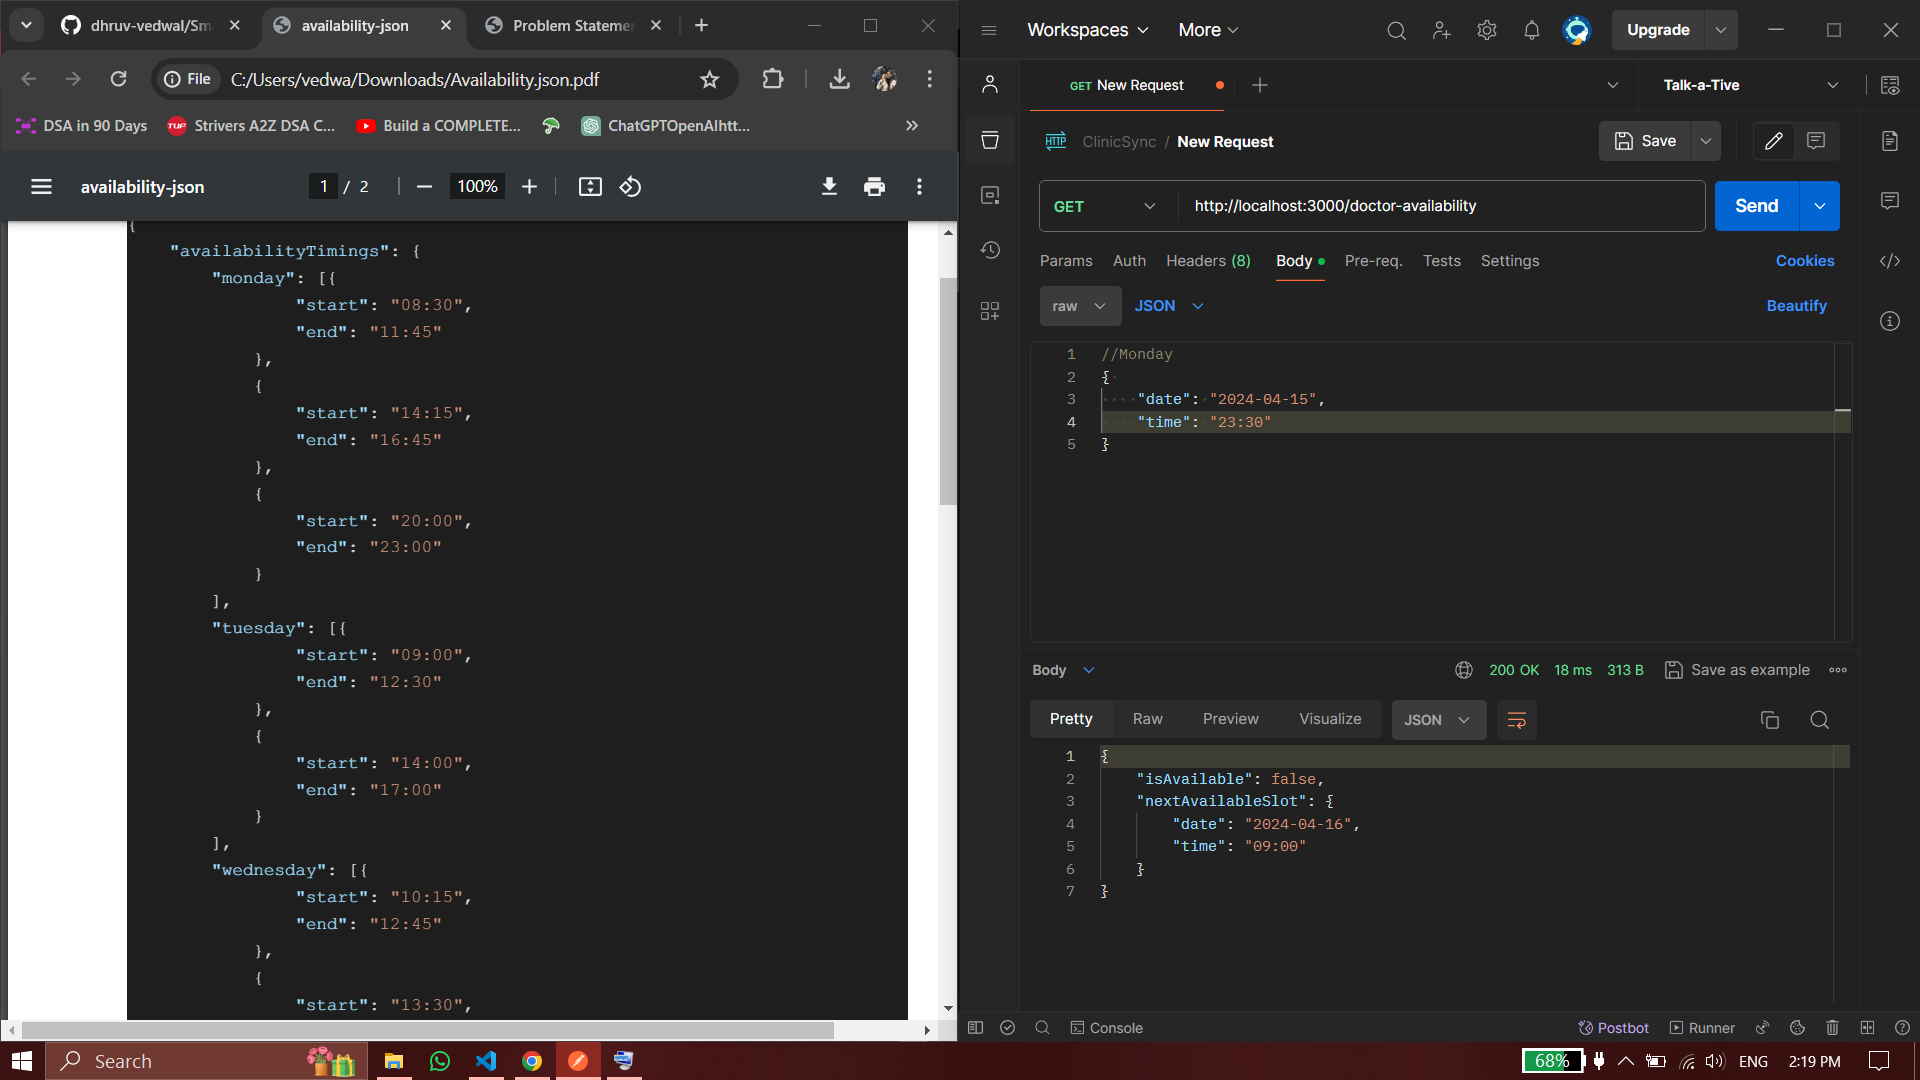 dhruv-vedwal/Sm
availability-json
Problem Statemen
File
C:/Users/vedwa/Downloads/Availability.json.pdf
DSA in 90 Days
TUF
Strivers A2Z DSA C...
Build a COMPLETE...
ChatGPTOpenAIhtt...
availability-json
1 / 2
100%
{
"availabilityTimings": {
"monday": [{
"start": "08:30",
"end": "11:45"
},
{
"start": "14:15",
"end": "16:45"
},
{
"start": "20:00",
"end": "23:00"
}
],
"tuesday": [{
"start": "09:00",
"end": "12:30"
},
{
"start": "14:00",
"end": "17:00"
}
],
"wednesday": [{
"start": "10:15",
"end": "12:45"
},
{
"start": "13:30",
Workspaces
More
Upgrade
GET New Request
Talk-a-Tive
HTTP
ClinicSync / New Request
Save
GET
http://localhost:3000/doctor-availability
Send
Params
Auth
Headers (8)
Body
Pre-req.
Tests
Settings
Cookies
raw
JSON
Beautify
1 //Monday
2 {
3 "date": "2024-04-15",
4 "time": "23:30"
5 }
Body
200 OK
18 ms
313 B
Save as example
Pretty
Raw
Preview
Visualize
JSON
1 {
2 "isAvailable": false,
3 "nextAvailableSlot": {
4 "date": "2024-04-16",
5 "time": "09:00"
6 }
7 }
Console
Postbot
Runner
Search
68%
ENG
2:19 PM